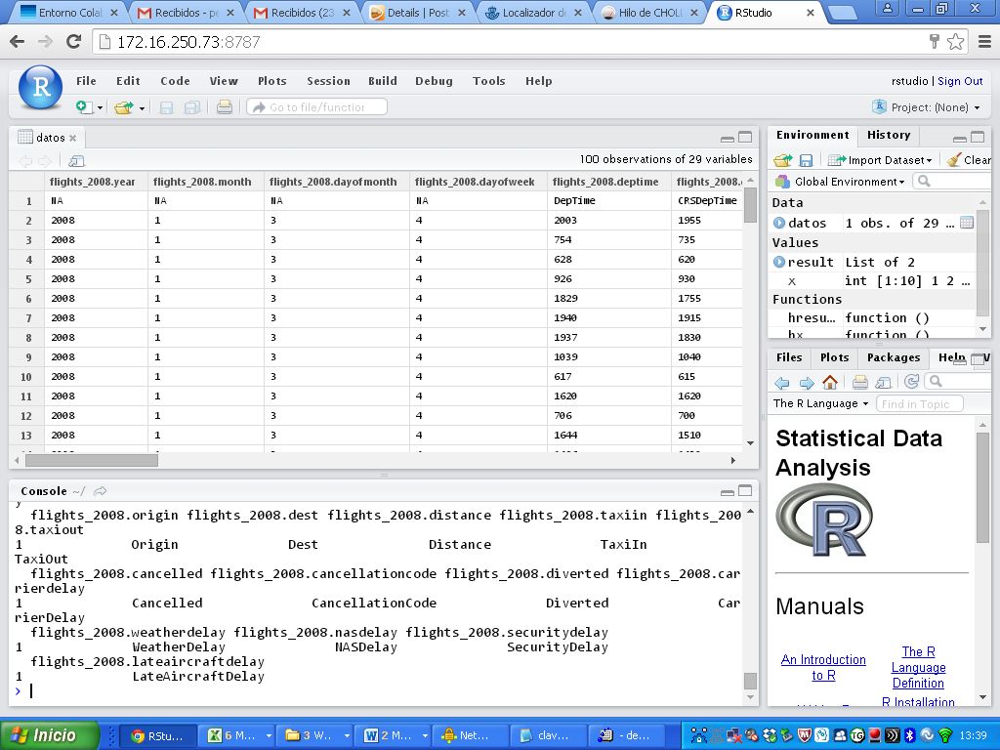 Entorno Colab
Recibidos - pe
Recibidos (23
Details | Post
Localizador de
Hilo de CHOLL
RStudio
172.16.250.73:8787
File Edit Code View Plots Session Build Debug Tools Help
rstudio | Sign Out
Go to file/function
Project: (None)
datos
100 observations of 29 variables
flights_2008.year flights_2008.month flights_2008.dayofmonth flights_2008.dayofweek flights_2008.deptime flights_2008.
1 NA NA NA NA DepTime CRSDepTime
2 2008 1 3 4 2003 1955
3 2008 1 3 4 754 735
4 2008 1 3 4 628 620
5 2008 1 3 4 926 930
6 2008 1 3 4 1829 1755
7 2008 1 3 4 1940 1915
8 2008 1 3 4 1937 1830
9 2008 1 3 4 1039 1040
10 2008 1 3 4 617 615
11 2008 1 3 4 1620 1620
12 2008 1 3 4 706 700
13 2008 1 3 4 1644 1510
Console ~/
y
flights_2008.origin flights_2008.dest flights_2008.distance flights_2008.taxiin flights_200
8.taxiout
1 Origin Dest Distance TaxiIn
TaxiOut
flights_2008.cancelled flights_2008.cancellationcode flights_2008.diverted flights_2008.car
rierdelay
1 Cancelled CancellationCode Diverted Car
rierDelay
flights_2008.weatherdelay flights_2008.nasdelay flights_2008.securitydelay
1 WeatherDelay NASDelay SecurityDelay
flights_2008.lateaircraftdelay
1 LateAircraftDelay
>
Environment History
Import Dataset Clear
Global Environment
Data
datos 1 obs. of 29 ...
Values
result List of 2
x int [1:10] 1 2 ...
Functions
hresu... function ()
hx function ()
Files Plots Packages Help
The R Language
Find in Topic
Statistical Data
Analysis
R
Manuals
An Introduction
to R
The R
Language
Definition
R Installation
Inicio
RStu...
6 M...
3 W...
2 M...
Net...
clav...
- de...
13:39